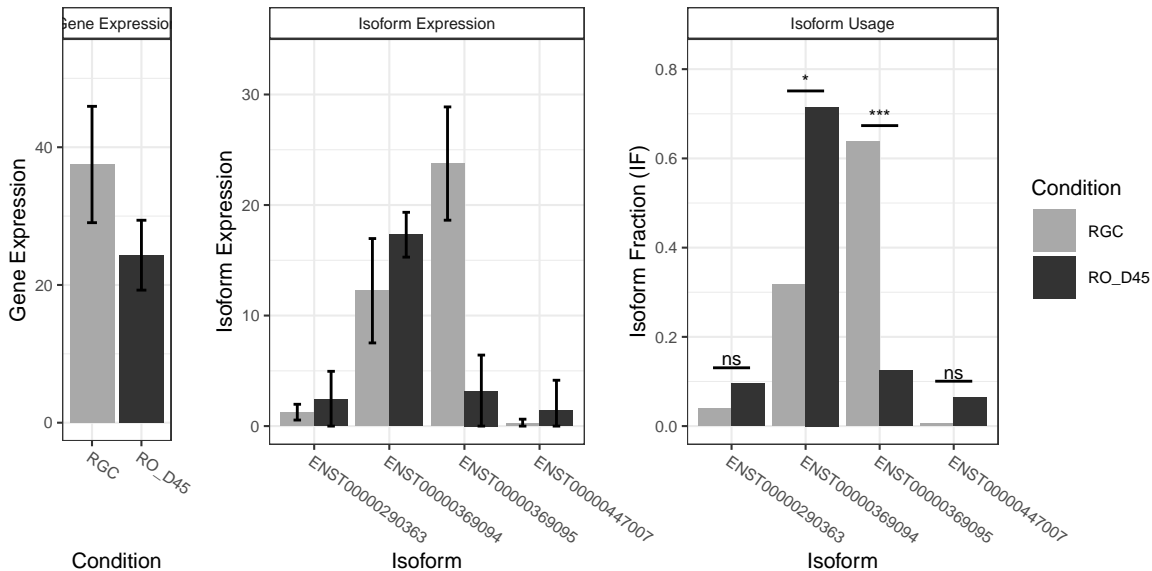 Gene Expression
Gene Expression
40
20
0
RGC
RO_D45
Condition
Isoform Expression
Isoform Expression
30
20
10
0
ENST00000290363
ENST00000369094
ENST00000369095
ENST00000447007
Isoform
Isoform Usage
Isoform Fraction (IF)
0.8
0.6
0.4
0.2
0.0
ns
*
***
ns
ENST00000290363
ENST00000369094
ENST00000369095
ENST00000447007
Isoform
Condition
RGC
RO_D45